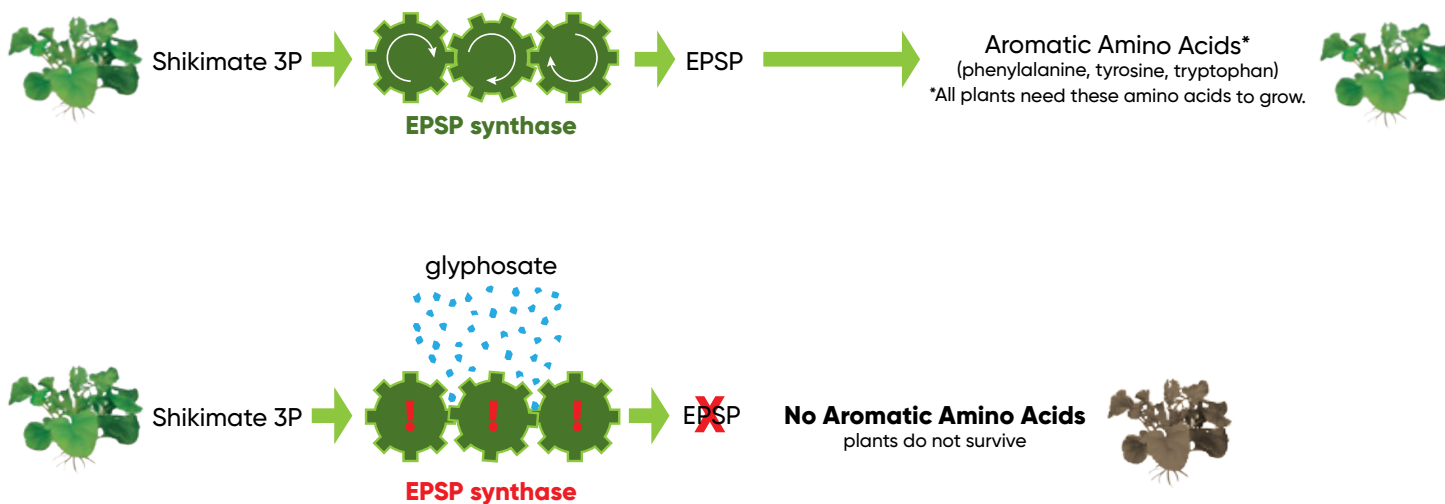 Shikimate 3P
EPSP synthase
EPSP
Aromatic Amino Acids*
(phenylalanine, tyrosine, tryptophan)
*All plants need these amino acids to grow.
glyphosate
Shikimate 3P
! ! !
EPSP synthase
EPSP
X
No Aromatic Amino Acids
plants do not survive